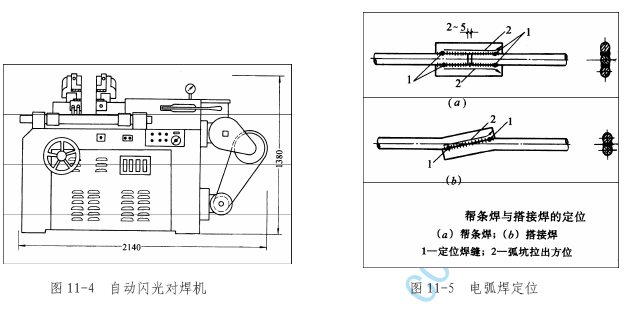 1380
2140
图 11-4 自动闪光对焊机
2~5
2
1
1
2
(a)
2
1
1
(b)
帮条焊与搭接焊的定位
(a) 帮条焊；(b) 搭接焊
1—定位焊缝；2—弧坑拉出方位
图 11-5 电弧焊定位